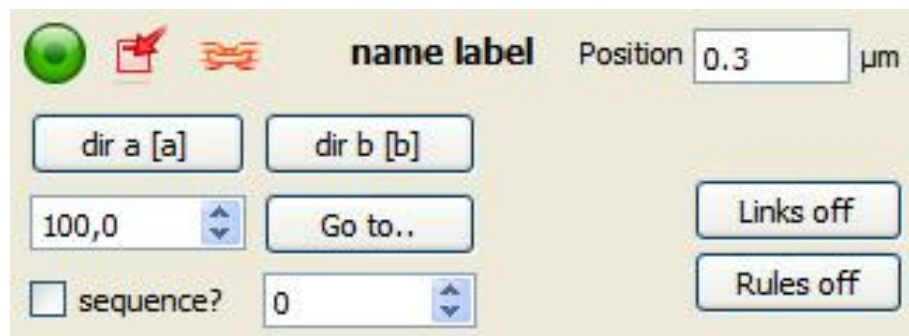 name label Position 0.3 µm
dir a [a] dir b [b]
100,0 Go to.. Links off
sequence? 0 Rules off